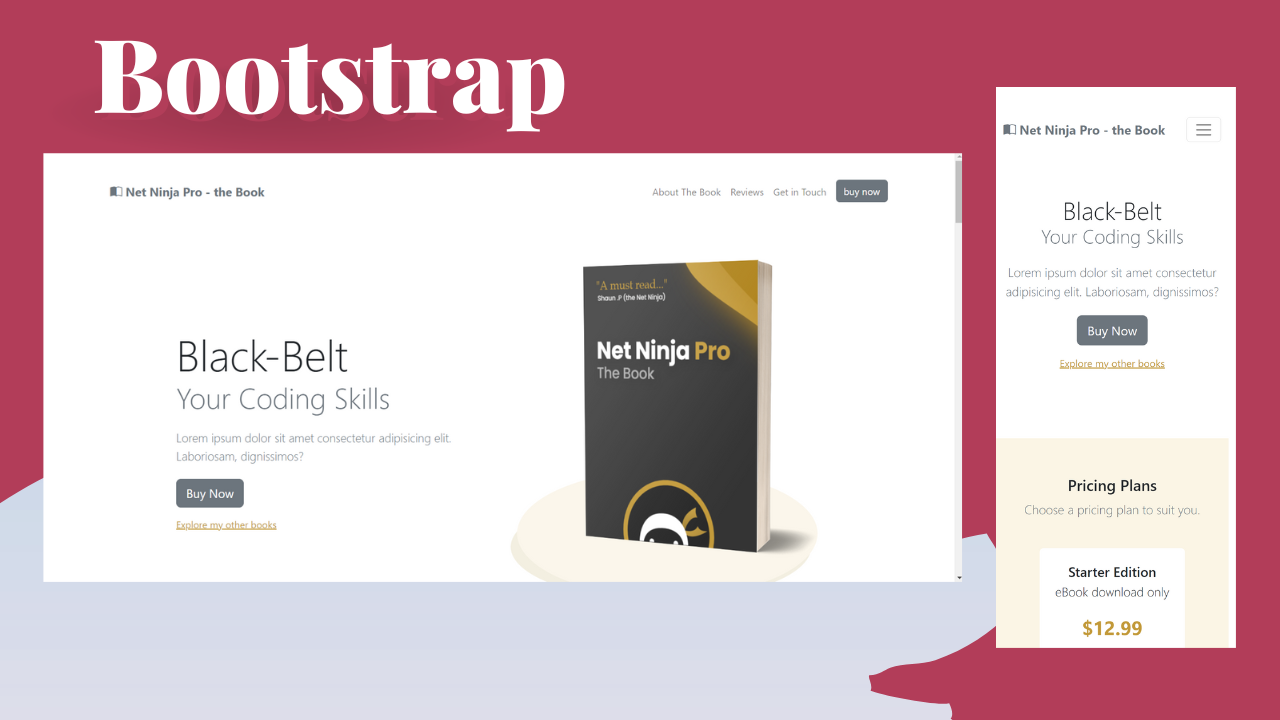 Bootstrap
Net Ninja Pro - the Book
About The Book Reviews Get in Touch buy now
Black-Belt
Your Coding Skills
Lorem ipsum dolor sit amet consectetur adipisicing elit.
Laboriosam, dignissimos?
Buy Now
Explore my other books
"A must read..."
Shaun .P (the Net Ninja)
Net Ninja Pro
The Book
Net Ninja Pro - the Book
Black-Belt
Your Coding Skills
Lorem ipsum dolor sit amet consectetur
adipisicing elit. Laboriosam, dignissimos?
Buy Now
Explore my other books
Pricing Plans
Choose a pricing plan to suit you.
Starter Edition
eBook download only
$12.99